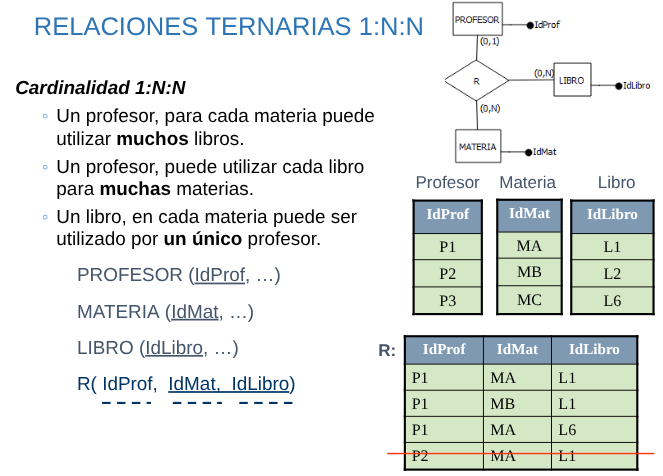 RELACIONES TERNARIAS 1:N:N
PROFESOR
IdProf
(0,1)
R
(0,N)
LIBRO
IdLibro
(0,N)
MATERIA
IdMat
Cardinalidad 1:N:N
Un profesor, para cada materia puede
utilizar muchos libros.
Un profesor, puede utilizar cada libro
para muchas materias.
Un libro, en cada materia puede ser
utilizado por un único profesor.
PROFESOR (IdProf, …)
MATERIA (IdMat, …)
LIBRO (IdLibro, …)
R( IdProf, IdMat, IdLibro)
Profesor Materia Libro
IdProf IdMat IdLibro
P1 MA L1
P2 MB L2
P3 MC L6
R:
IdProf IdMat IdLibro
P1 MA L1
P1 MB L1
P1 MA L6
P2 MA L1